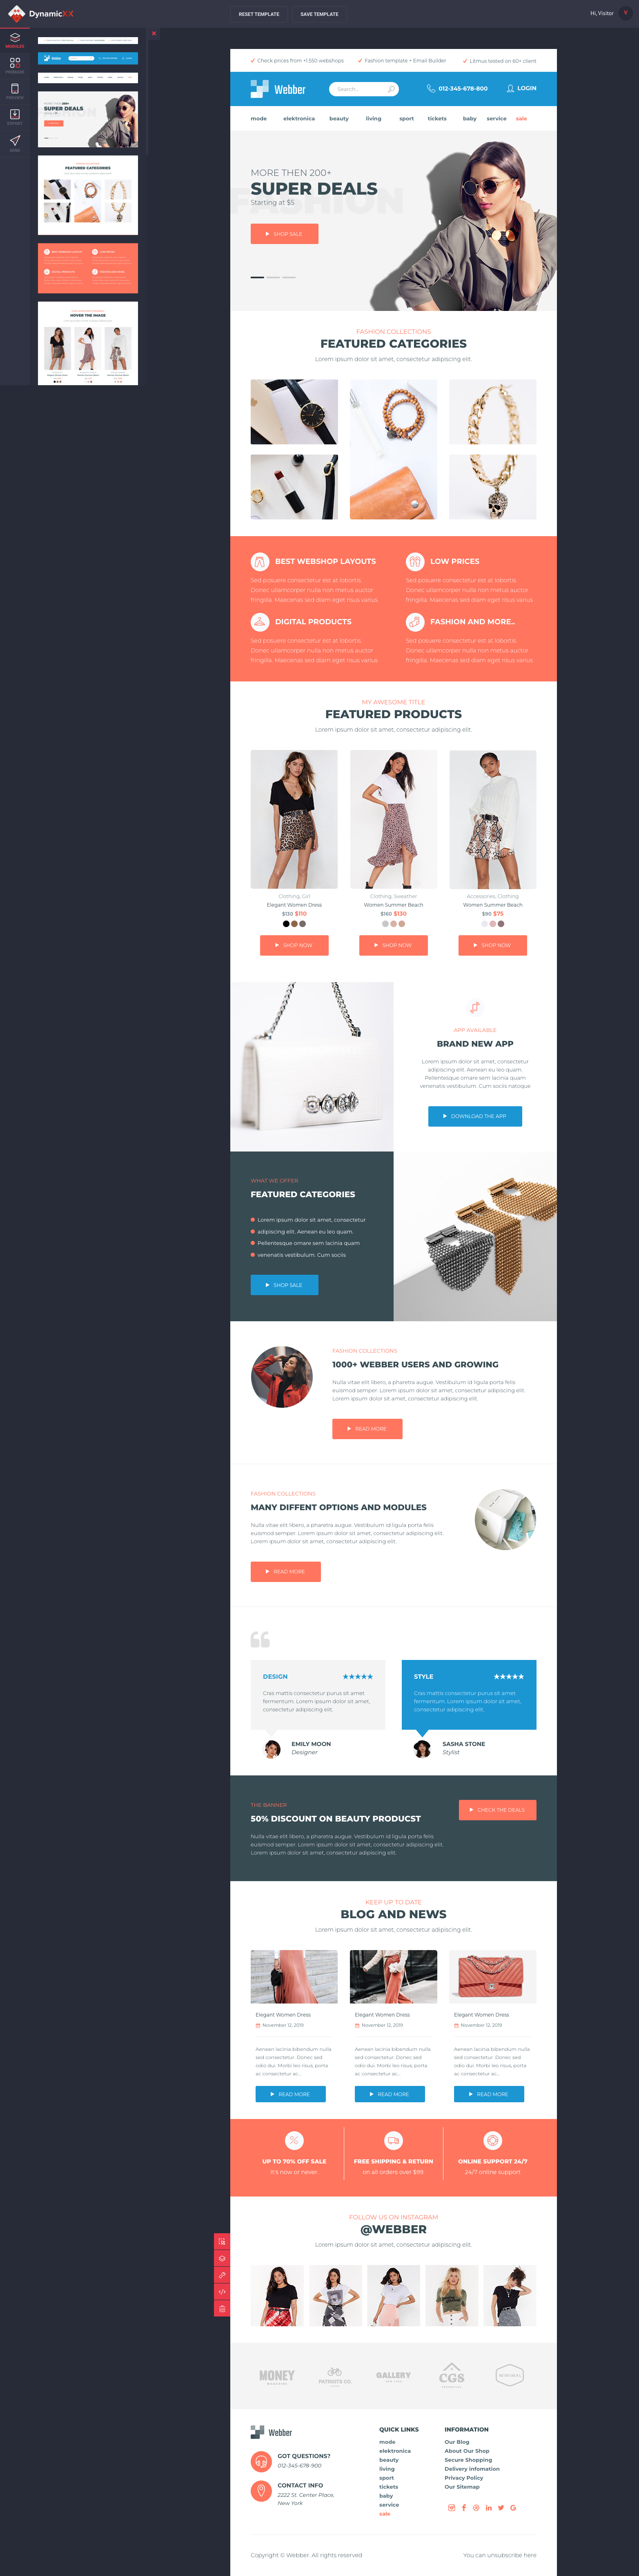 DynamicXX
RESET TEMPLATE
SAVE TEMPLATE
Hi, Visitor
V
MODULES
Check prices from +1.550 webshops
Fashion template + Email Builder
Litmus tested on 60+ client
Webber
Search...
012-345-678-800
LOGIN
mode
elektronica
beauty
living
sport
tickets
baby
service
sale
FASHION
MORE THEN 200+
SUPER DEALS
Starting at $5
SHOP SALE
FASHION COLLECTIONS
FEATURED CATEGORIES
Lorem ipsum dolor sit amet, consectetur adipiscing elit.
BEST WEBSHOP LAYOUTS
Sed posuere consectetur est at lobortis.
Donec ullamcorper nulla non metus auctor
fringilla. Maecenas sed diam eget risus varius
LOW PRICES
Sed posuere consectetur est at lobortis.
Donec ullamcorper nulla non metus auctor
fringilla. Maecenas sed diam eget risus varius
DIGITAL PRODUCTS
Sed posuere consectetur est at lobortis.
Donec ullamcorper nulla non metus auctor
fringilla. Maecenas sed diam eget risus varius
FASHION AND MORE..
Sed posuere consectetur est at lobortis.
Donec ullamcorper nulla non metus auctor
fringilla. Maecenas sed diam eget risus varius
MY AWESOME TITLE
FEATURED PRODUCTS
Lorem ipsum dolor sit amet, consectetur adipiscing elit.
Clothing, Girl
Elegant Women Dress
$130 $110
SHOP NOW
Clothing, Sweather
Women Summer Beach
$160 $130
SHOP NOW
Accessories, Clothing
Women Summer Beach
$90 $75
SHOP NOW
APP AVAILABLE
BRAND NEW APP
Lorem ipsum dolor sit amet, consectetur
adipiscing elit. Aenean eu leo quam.
Pellentesque ornare sem lacinia quam
venenatis vestibulum. Cum sociis natoque
DOWNLOAD THE APP
WHAT WE OFFER
FEATURED CATEGORIES
Lorem ipsum dolor sit amet, consectetur
adipiscing elit. Aenean eu leo quam.
Pellentesque ornare sem lacinia quam
venenatis vestibulum. Cum sociis
SHOP SALE
FASHION COLLECTIONS
1000+ WEBBER USERS AND GROWING
Nulla vitae elit libero, a pharetra augue. Vestibulum id ligula porta felis
euismod semper. Lorem ipsum dolor sit amet, consectetur adipiscing elit.
Lorem ipsum dolor sit amet, consectetur adipiscing elit.
READ MORE
FASHION COLLECTIONS
MANY DIFFENT OPTIONS AND MODULES
Nulla vitae elit libero, a pharetra augue. Vestibulum id ligula porta felis
euismod semper. Lorem ipsum dolor sit amet, consectetur adipiscing elit.
Lorem ipsum dolor sit amet, consectetur adipiscing elit.
READ MORE
DESIGN
Cras mattis consectetur purus sit amet
fermentum. Lorem ipsum dolor sit amet,
consectetur adipiscing elit.
EMILY MOON
Designer
STYLE
Cras mattis consectetur purus sit amet
fermentum. Lorem ipsum dolor sit amet,
consectetur adipiscing elit.
SASHA STONE
Stylist
THE BANNER
50% DISCOUNT ON BEAUTY PRODUCST
Nulla vitae elit libero, a pharetra augue. Vestibulum id ligula porta felis
euismod semper. Lorem ipsum dolor sit amet, consectetur adipiscing elit.
Lorem ipsum dolor sit amet, consectetur adipiscing elit.
CHECK THE DEALS
KEEP UP TO DATE
BLOG AND NEWS
Lorem ipsum dolor sit amet, consectetur adipiscing elit.
Elegant Women Dress
November 12, 2019
Aenean lacinia bibendum nulla
sed consectetur. Donec sed
odio dui. Morbi leo risus, porta
ac consectetur ac...
READ MORE
Elegant Women Dress
November 12, 2019
Aenean lacinia bibendum nulla
sed consectetur. Donec sed
odio dui. Morbi leo risus, porta
ac consectetur ac...
READ MORE
Elegant Women Dress
November 12, 2019
Aenean lacinia bibendum nulla
sed consectetur. Donec sed
odio dui. Morbi leo risus, porta
ac consectetur ac...
READ MORE
UP TO 70% OFF SALE
It's now or never.
FREE SHIPPING & RETURN
on all orders over $99.
ONLINE SUPPORT 24/7
24/7 online support
FOLLOW US ON INSTAGRAM
@WEBBER
Lorem ipsum dolor sit amet, consectetur adipiscing elit.
MONEY
PATRIOTS CO.
GALLERY
CGS
MINIMAL
Webber
GOT QUESTIONS?
012-345-678-900
CONTACT INFO
2222 St. Center Place,
New York
QUICK LINKS
mode
elektronica
beauty
living
sport
tickets
baby
service
sale
INFORMATION
Our Blog
About Our Shop
Secure Shopping
Delivery infomation
Privacy Policy
Our Sitemap
Copyright © Webber. All rights reserved
You can unsubscribe here